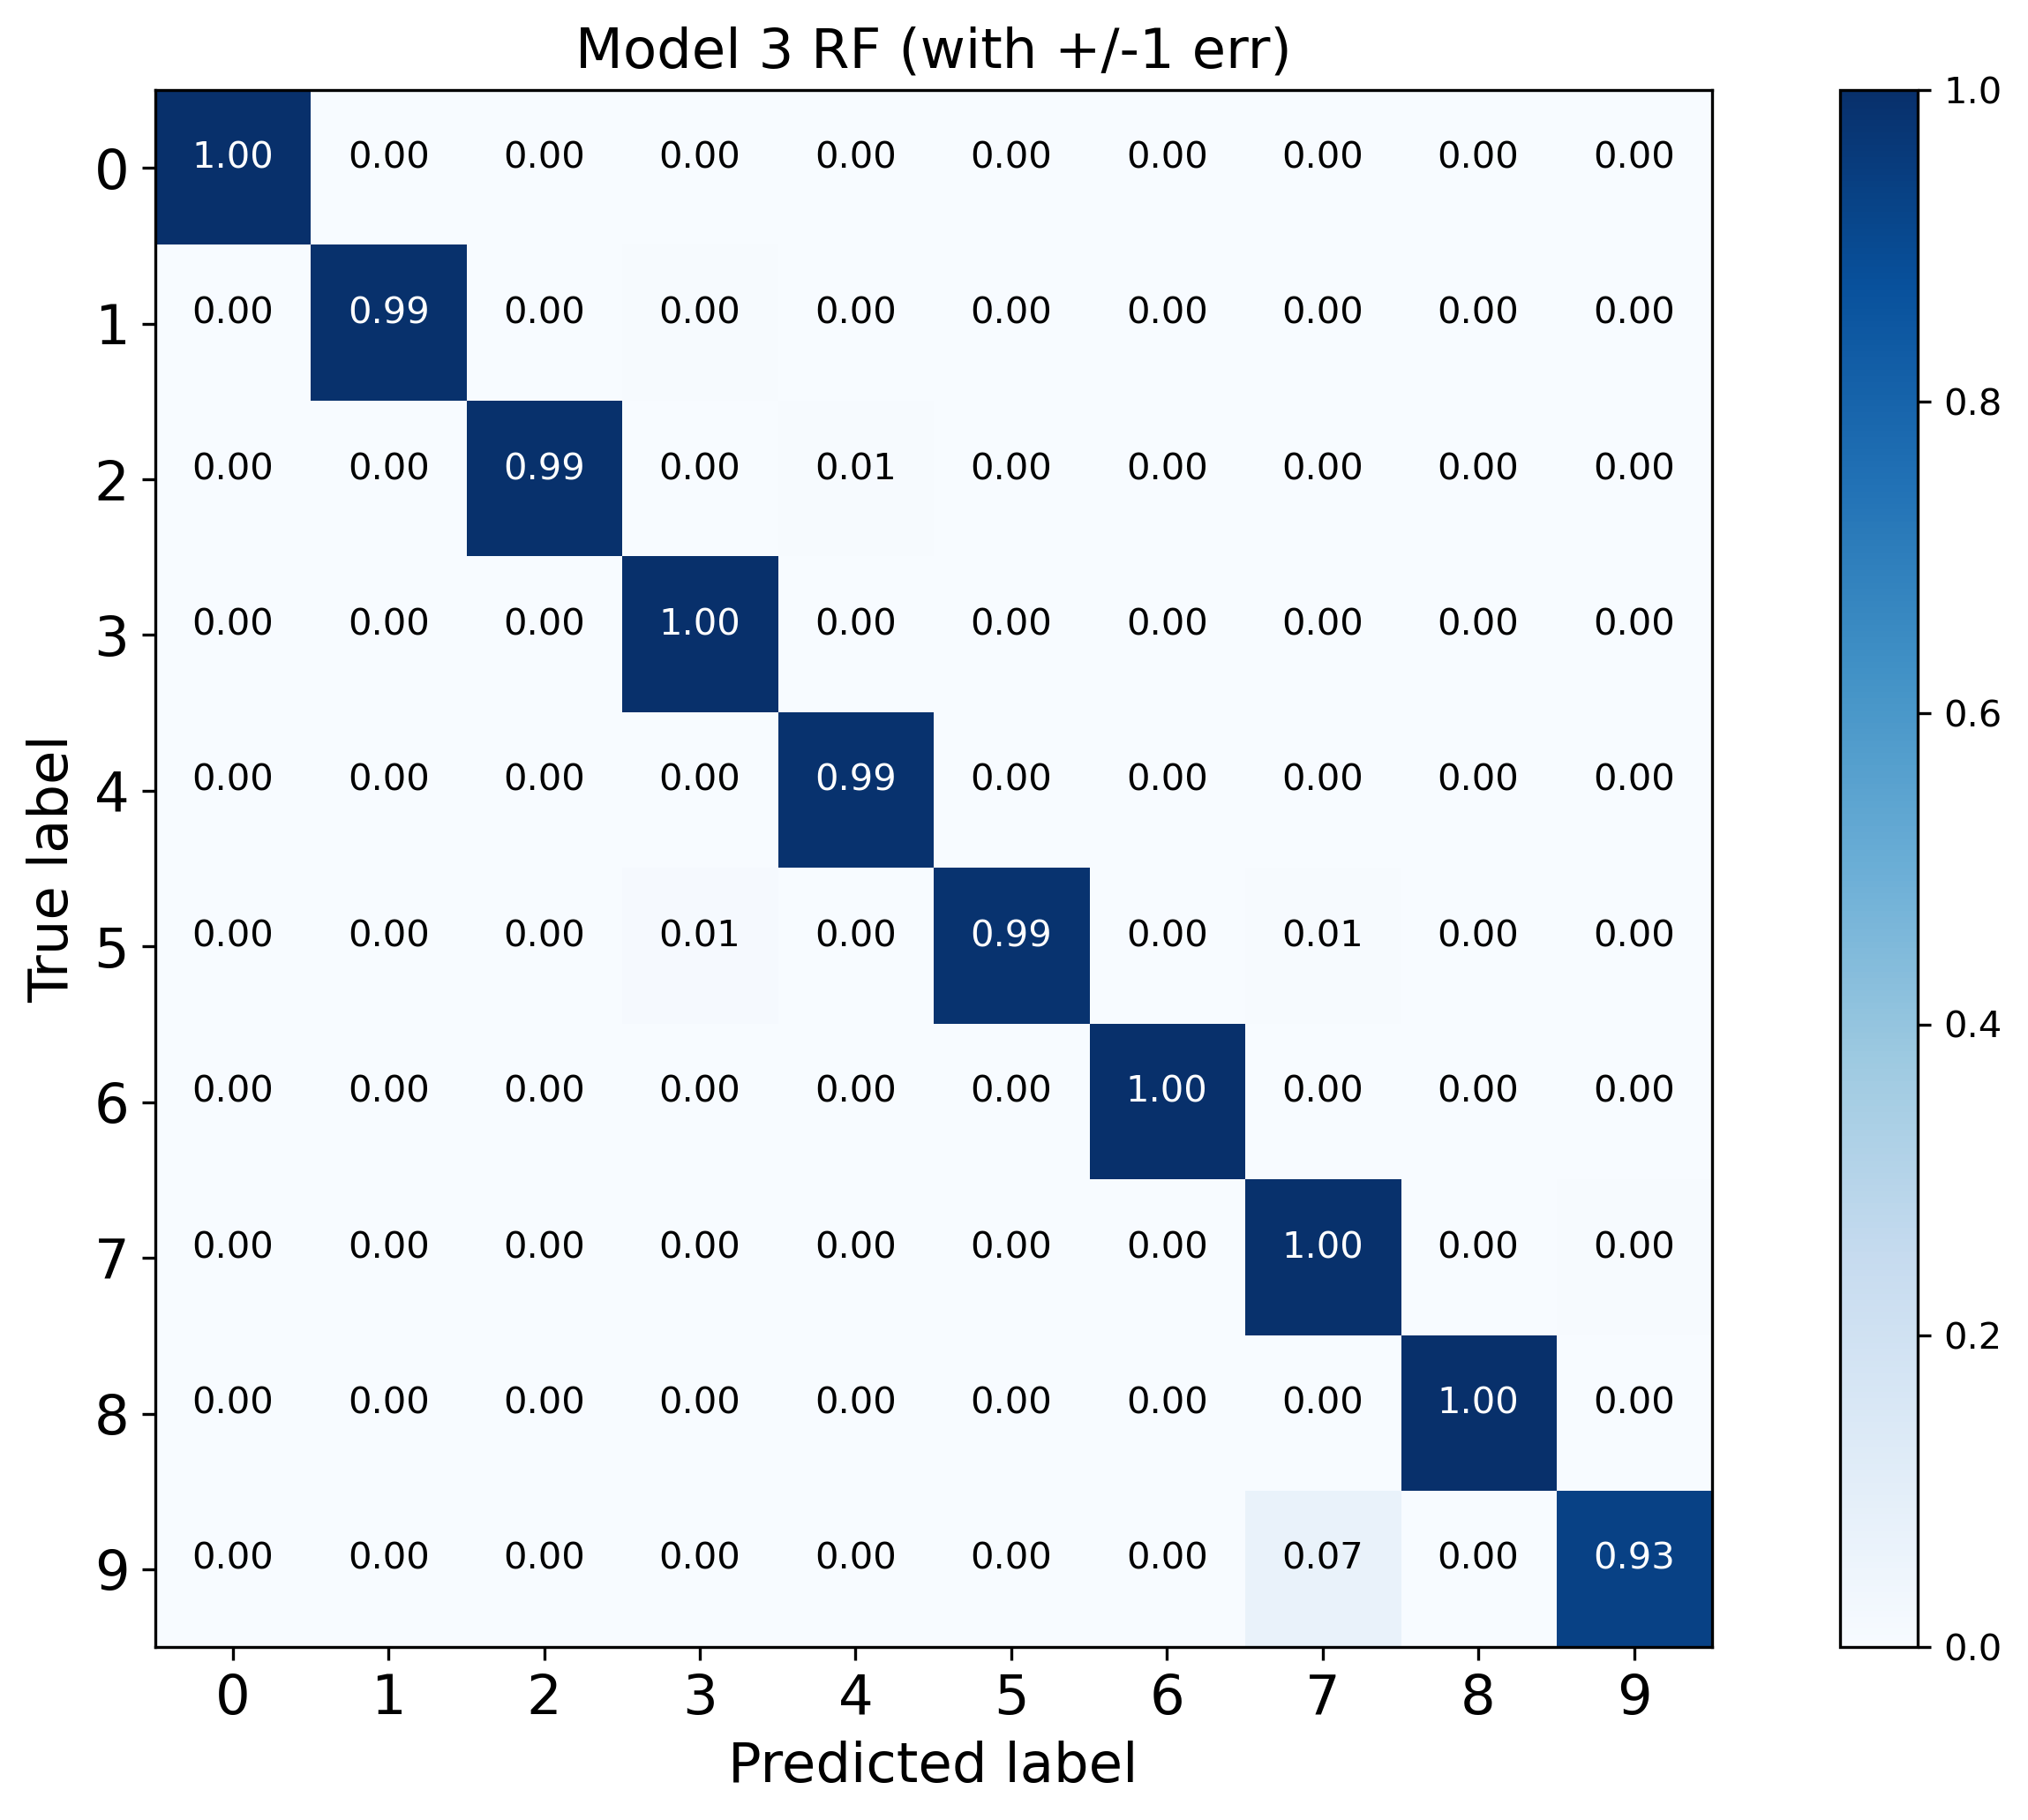 Model 3 RF (with +/-1 err)
0 1.00 0.00 0.00 0.00 0.00 0.00 0.00 0.00 0.00 0.00
1 0.00 0.99 0.00 0.00 0.00 0.00 0.00 0.00 0.00 0.00
2 0.00 0.00 0.99 0.00 0.01 0.00 0.00 0.00 0.00 0.00
3 0.00 0.00 0.00 1.00 0.00 0.00 0.00 0.00 0.00 0.00
4 0.00 0.00 0.00 0.00 0.99 0.00 0.00 0.00 0.00 0.00
5 0.00 0.00 0.00 0.01 0.00 0.99 0.00 0.01 0.00 0.00
6 0.00 0.00 0.00 0.00 0.00 0.00 1.00 0.00 0.00 0.00
7 0.00 0.00 0.00 0.00 0.00 0.00 0.00 1.00 0.00 0.00
8 0.00 0.00 0.00 0.00 0.00 0.00 0.00 0.00 1.00 0.00
9 0.00 0.00 0.00 0.00 0.00 0.00 0.00 0.07 0.00 0.93
0 1 2 3 4 5 6 7 8 9
Predicted label
True label
1.0
0.8
0.6
0.4
0.2
0.0